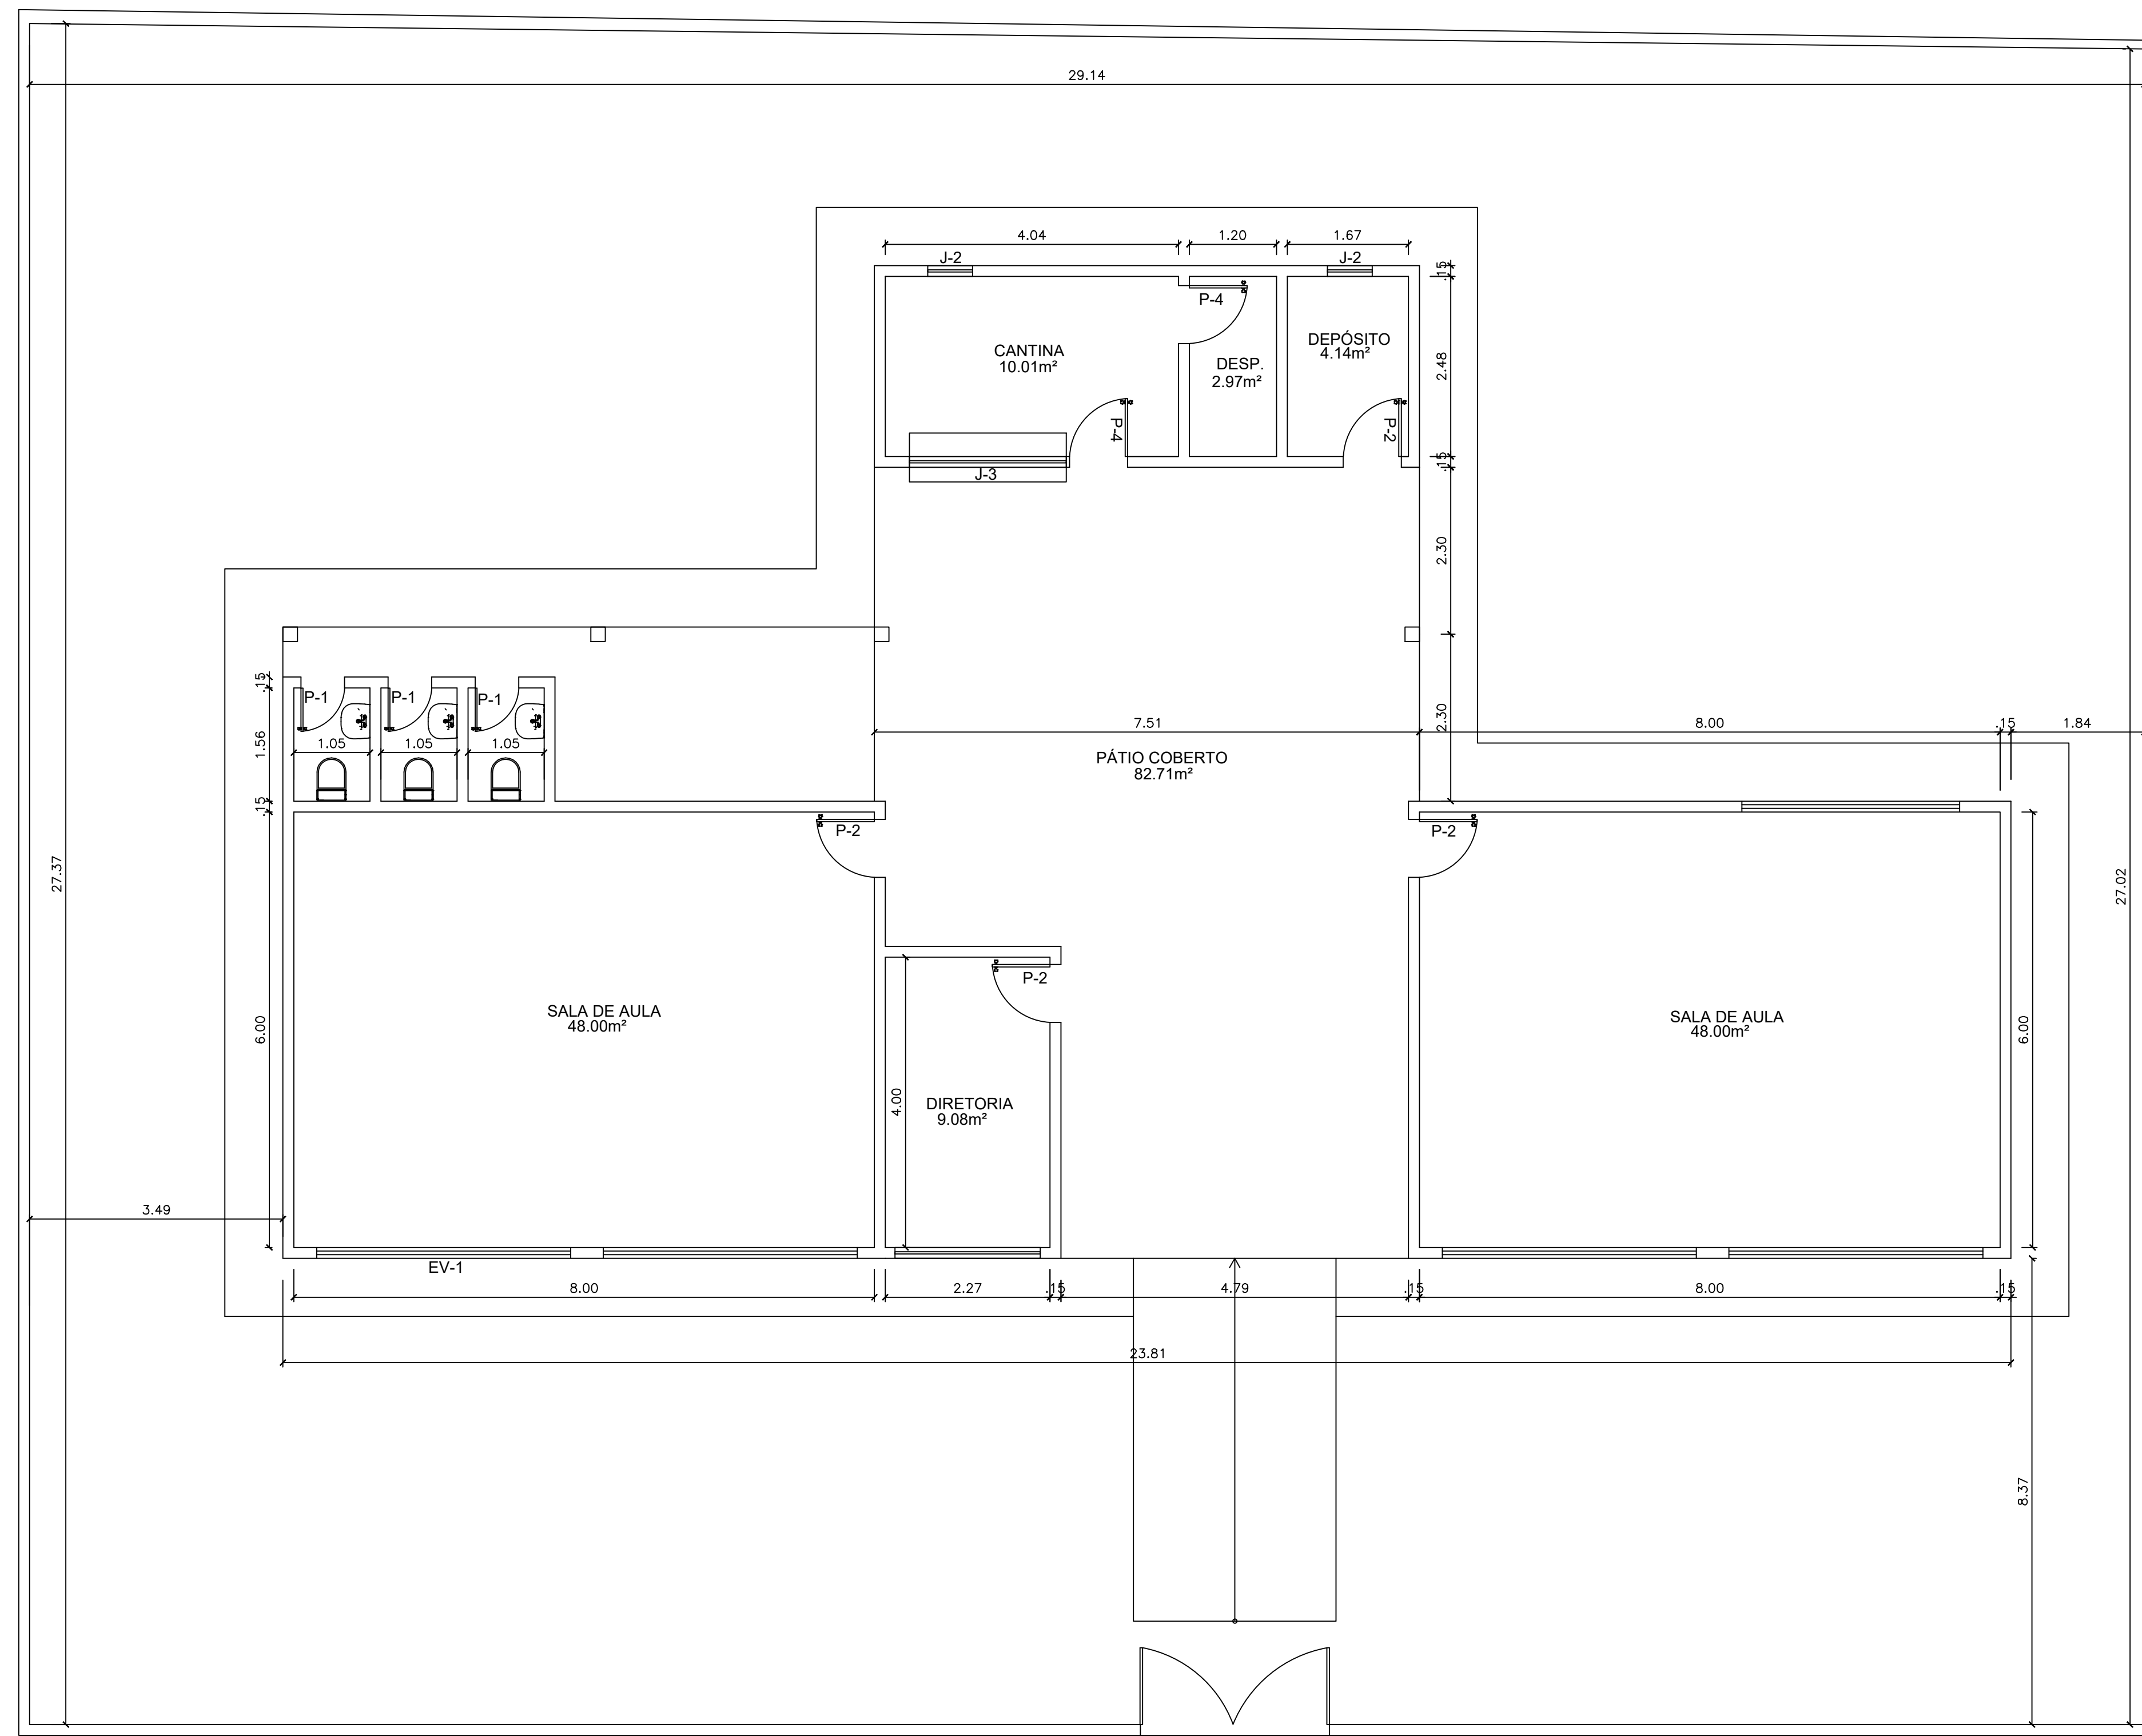 29.14
4.04
1.20
1.67
J-2
J-2
.15
P-4
CANTINA
10.01m²
DESP.
2.97m²
DEPÓSITO
4.14m²
2.48
P-4
P-2
.15
J-3
2.30
.15
P-1
P-1
P-1
1.56
1.05
1.05
1.05
7.51
2.30
8.00
.15
1.84
PÁTIO COBERTO
82.71m²
.15
P-2
P-2
27.37
27.02
P-2
SALA DE AULA
48.00m²
SALA DE AULA
48.00m²
6.00
6.00
4.00
DIRETORIA
9.08m²
3.49
EV-1
8.00
2.27
.15
4.79
.15
8.00
.15
23.81
8.37